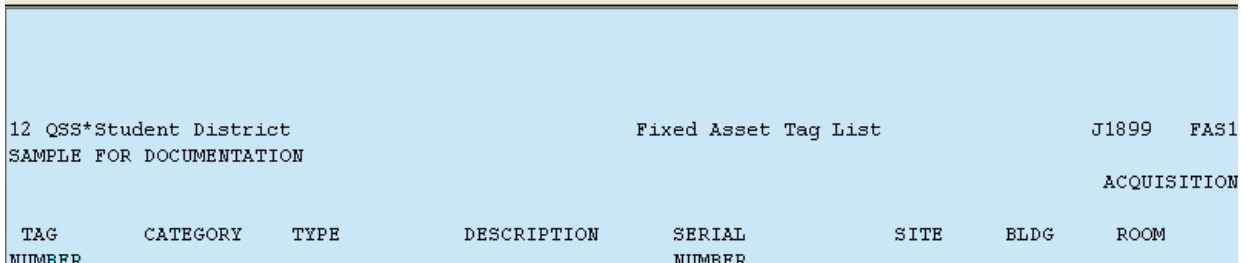 12 QSS*Student District Fixed Asset Tag List J1899 FAS1
SAMPLE FOR DOCUMENTATION
ACQUISITION
TAG CATEGORY TYPE DESCRIPTION SERIAL SITE BLDG ROOM
NUMBER NUMBER